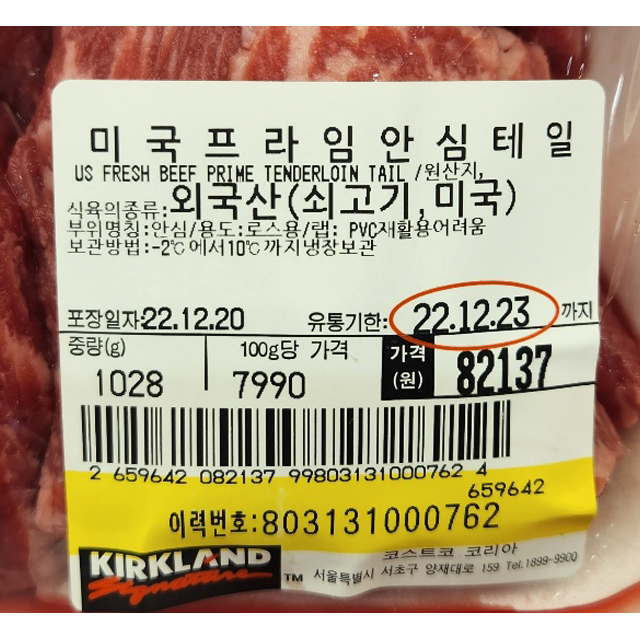 미국프라임안심테일
US FRESH BEEF PRIME TENDERLOIN TAIL /원산지,
식육의종류:외국산(쇠고기,미국)
부위명칭:안심/용도:로스용/랩: PVC재활용어려움
보관방법:-2℃에서10℃까지냉장보관
포장일자:22.12.20 유통기한: 22.12.23 까지
중량(g) 100g당 가격 가격(원)
1028 7990 82137
2 659642 082137 99803131000762 4
659642
이력번호:803131000762
KIRKLAND
Signature TM
코스트코 코리아
서울특별시 서초구 양재대로 159 Tel.1899-9900